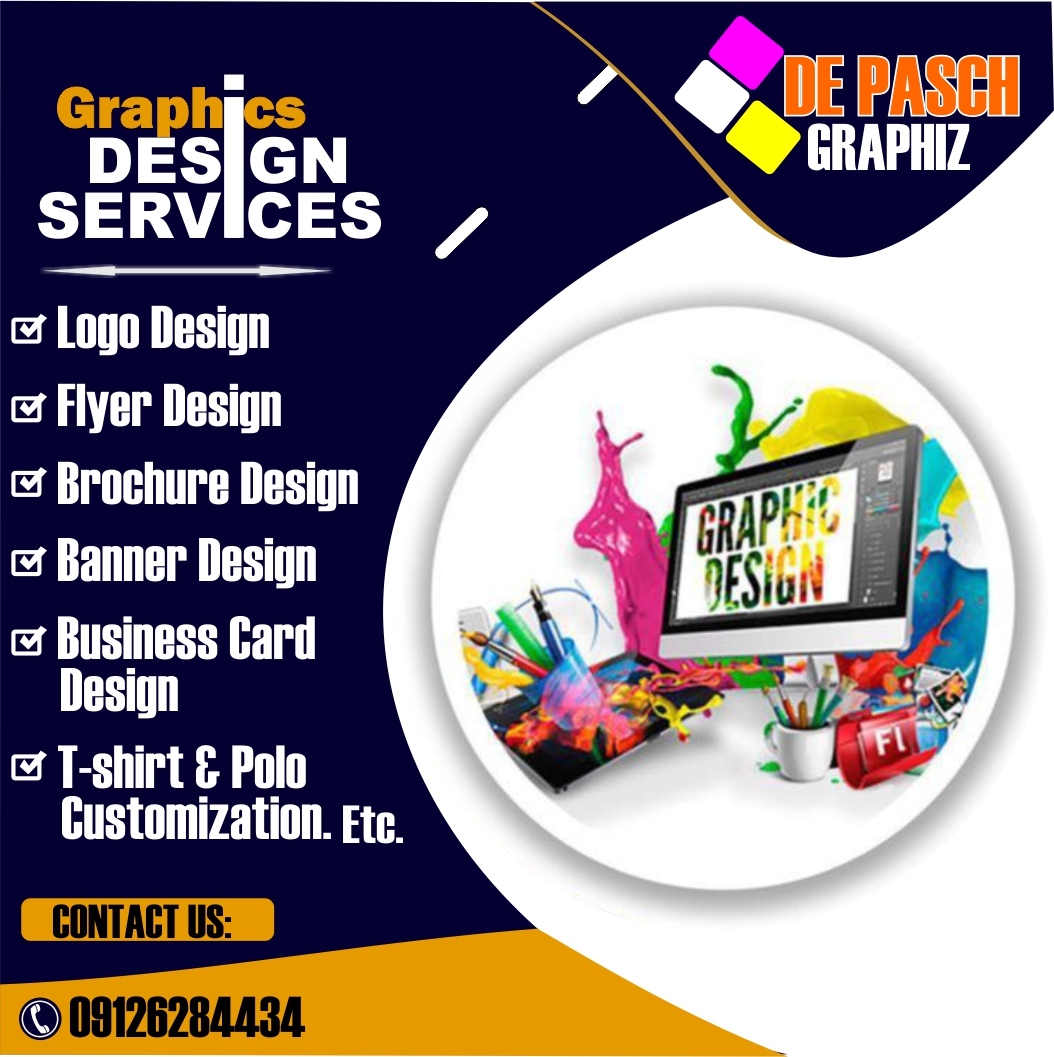 DE PASCH
GRAPHIZ
Graphics
DESIGN
SERVICES
Logo Design
Flyer Design
Brochure Design
Banner Design
Business Card
Design
T-shirt & Polo
Customization. Etc.
GRAPHIC
DESIGN
Fl
CONTACT US:
09126284434